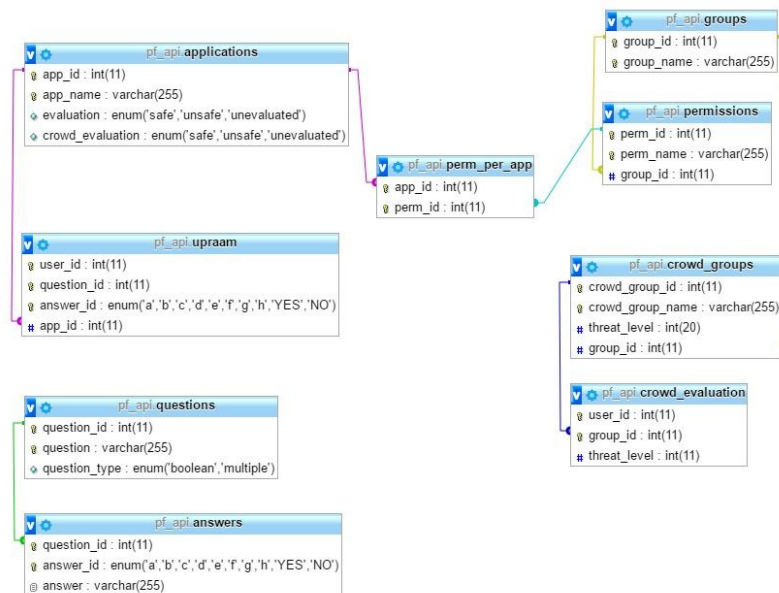 pf_api.applications
app_id : int(11)
app_name : varchar(255)
evaluation : enum('safe','unsafe','unevaluated')
crowd_evaluation : enum('safe','unsafe','unevaluated')
pf_api.groups
group_id : int(11)
group_name : varchar(255)
pf_api.permissions
perm_id : int(11)
perm_name : varchar(255)
# group_id : int(11)
pf_api.perm_per_app
app_id : int(11)
perm_id : int(11)
pf_api.upraam
user_id : int(11)
question_id : int(11)
answer_id : enum('a','b','c','d','e','f','g','h','YES','NO')
# app_id : int(11)
pf_api.crowd_groups
crowd_group_id : int(11)
crowd_group_name : varchar(255)
# threat_level : int(20)
# group_id : int(11)
pf_api.crowd_evaluation
user_id : int(11)
group_id : int(11)
# threat_level : int(11)
pf_api.questions
question_id : int(11)
question : varchar(255)
question_type : enum('boolean','multiple')
pf_api.answers
question_id : int(11)
answer_id : enum('a','b','c','d','e','f','g','h','YES','NO')
answer : varchar(255)